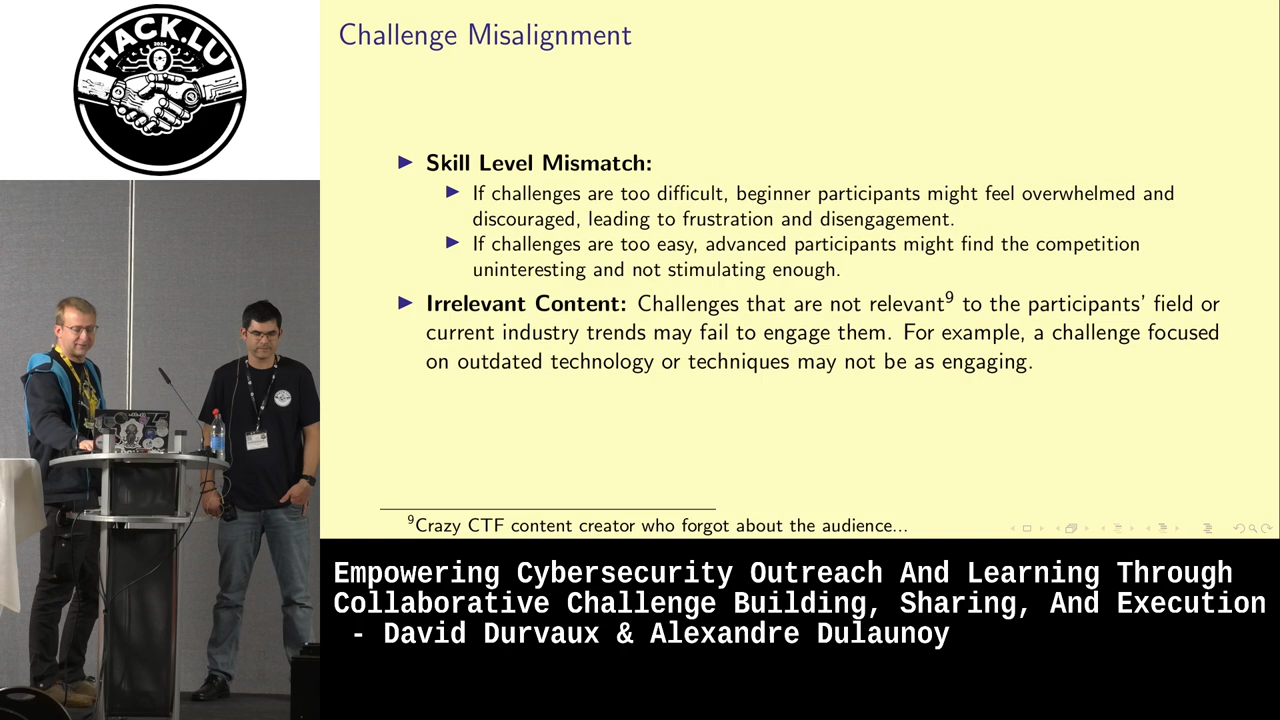 HACK.LU
2024
Challenge Misalignment
Skill Level Mismatch:
If challenges are too difficult, beginner participants might feel overwhelmed and
discouraged, leading to frustration and disengagement.
If challenges are too easy, advanced participants might find the competition
uninteresting and not stimulating enough.
Irrelevant Content: Challenges that are not relevant⁹ to the participants' field or
current industry trends may fail to engage them. For example, a challenge focused
on outdated technology or techniques may not be as engaging.
⁹Crazy CTF content creator who forgot about the audience...
Empowering Cybersecurity Outreach And Learning Through
Collaborative Challenge Building, Sharing, And Execution
- David Durvaux & Alexandre Dulaunoy